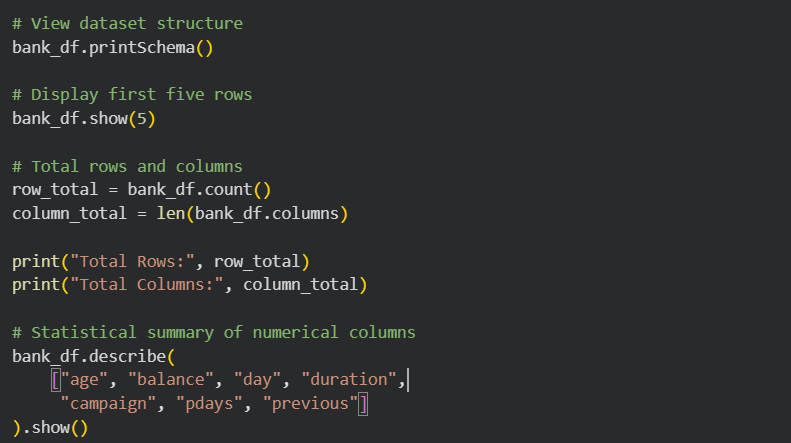 # View dataset structure
bank_df.printSchema()
# Display first five rows
bank_df.show(5)
# Total rows and columns
row_total = bank_df.count()
column_total = len(bank_df.columns)
print("Total Rows:", row_total)
print("Total Columns:", column_total)
# Statistical summary of numerical columns
bank_df.describe(
    ["age", "balance", "day", "duration",
     "campaign", "pdays", "previous"]
).show()